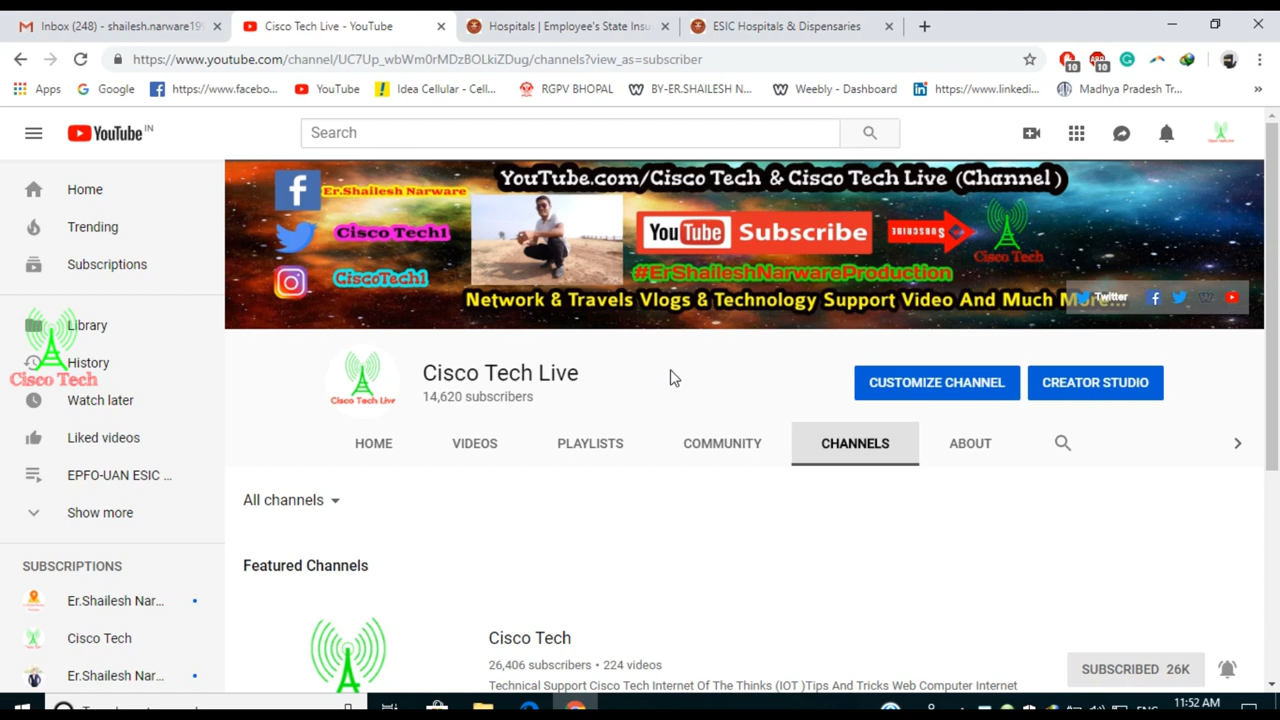 Inbox (248) - shailesh.narware199
Cisco Tech Live - YouTube
Hospitals | Employee's State Insu
ESIC Hospitals & Dispensaries
https://www.youtube.com/channel/UC7Up_wbWm0rMDzBOLkiZDug/channels?view_as=subscriber
10
10
Apps
Google
https://www.facebo...
YouTube
Idea Cellular - Cell...
RGPV BHOPAL
BY-ER.SHAILESH N...
Weebly - Dashboard
https://www.linkedi...
Madhya Pradesh Tr...
YouTube IN
Search
Home
Trending
Subscriptions
Library
History
Cisco Tech
Watch later
Liked videos
EPFO-UAN ESIC ...
Show more
SUBSCRIPTIONS
Er.Shailesh Nar...
Cisco Tech
Er.Shailesh Nar...
YouTube.com/Cisco Tech & Cisco Tech Live (Channel )
Er.Shailesh Narware
Cisco Tech1
CiscoTech1
YouTube Subscribe
SUBSCRIBE
Cisco Tech
#ErShaileshNarwareProduction
Network & Travels Vlogs & Technology Support Video And Much More...
Twitter
Cisco Tech Live
Cisco Tech Live
14,620 subscribers
CUSTOMIZE CHANNEL
CREATOR STUDIO
HOME
VIDEOS
PLAYLISTS
COMMUNITY
CHANNELS
ABOUT
All channels
Featured Channels
Cisco Tech
26,406 subscribers • 224 videos
Technical Support Cisco Tech Internet Of The Thinks (IOT )Tips And Tricks Web Computer Internet
SUBSCRIBED 26K
11:52 AM